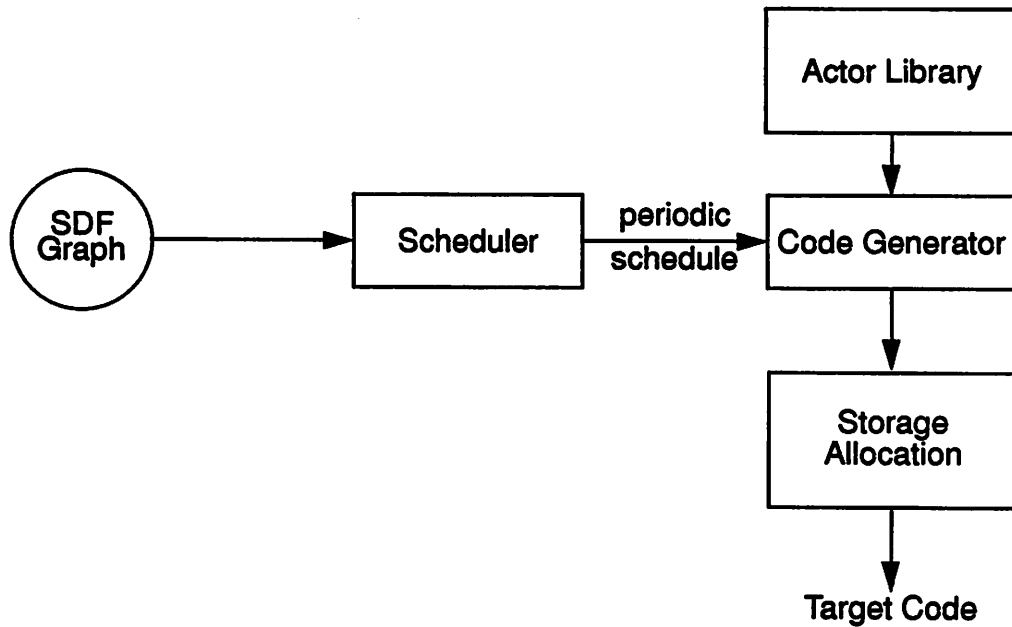 Actor Library
SDF
Graph
Scheduler
periodic
schedule
Code Generator
Storage
Allocation
Target Code